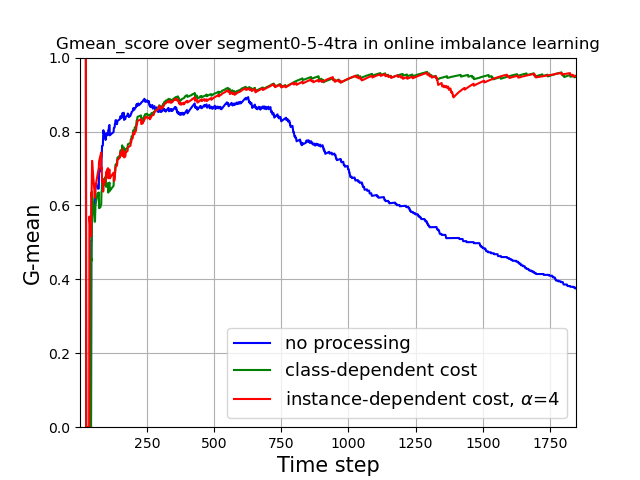 Gmean_score over segment0-5-4tra in online imbalance learning
1.0
0.8
0.6
0.4
0.2
0.0
G-mean
no processing
class-dependent cost
instance-dependent cost, α=4
250 500 750 1000 1250 1500 1750
Time step